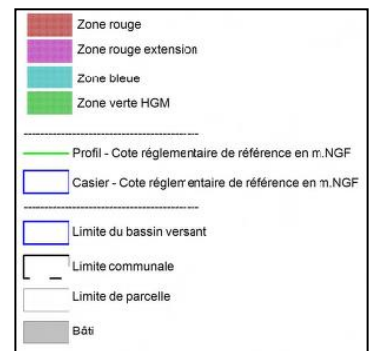 Zone rouge
Zone rouge extension
Zone bleue
Zone verte HGM
Profil - Cote réglementaire de référence en m.NGF
Casier - Cote réglementaire de référence en m.NGF
Limite du bassin versant
Limite communale
Limite de parcelle
Bâti